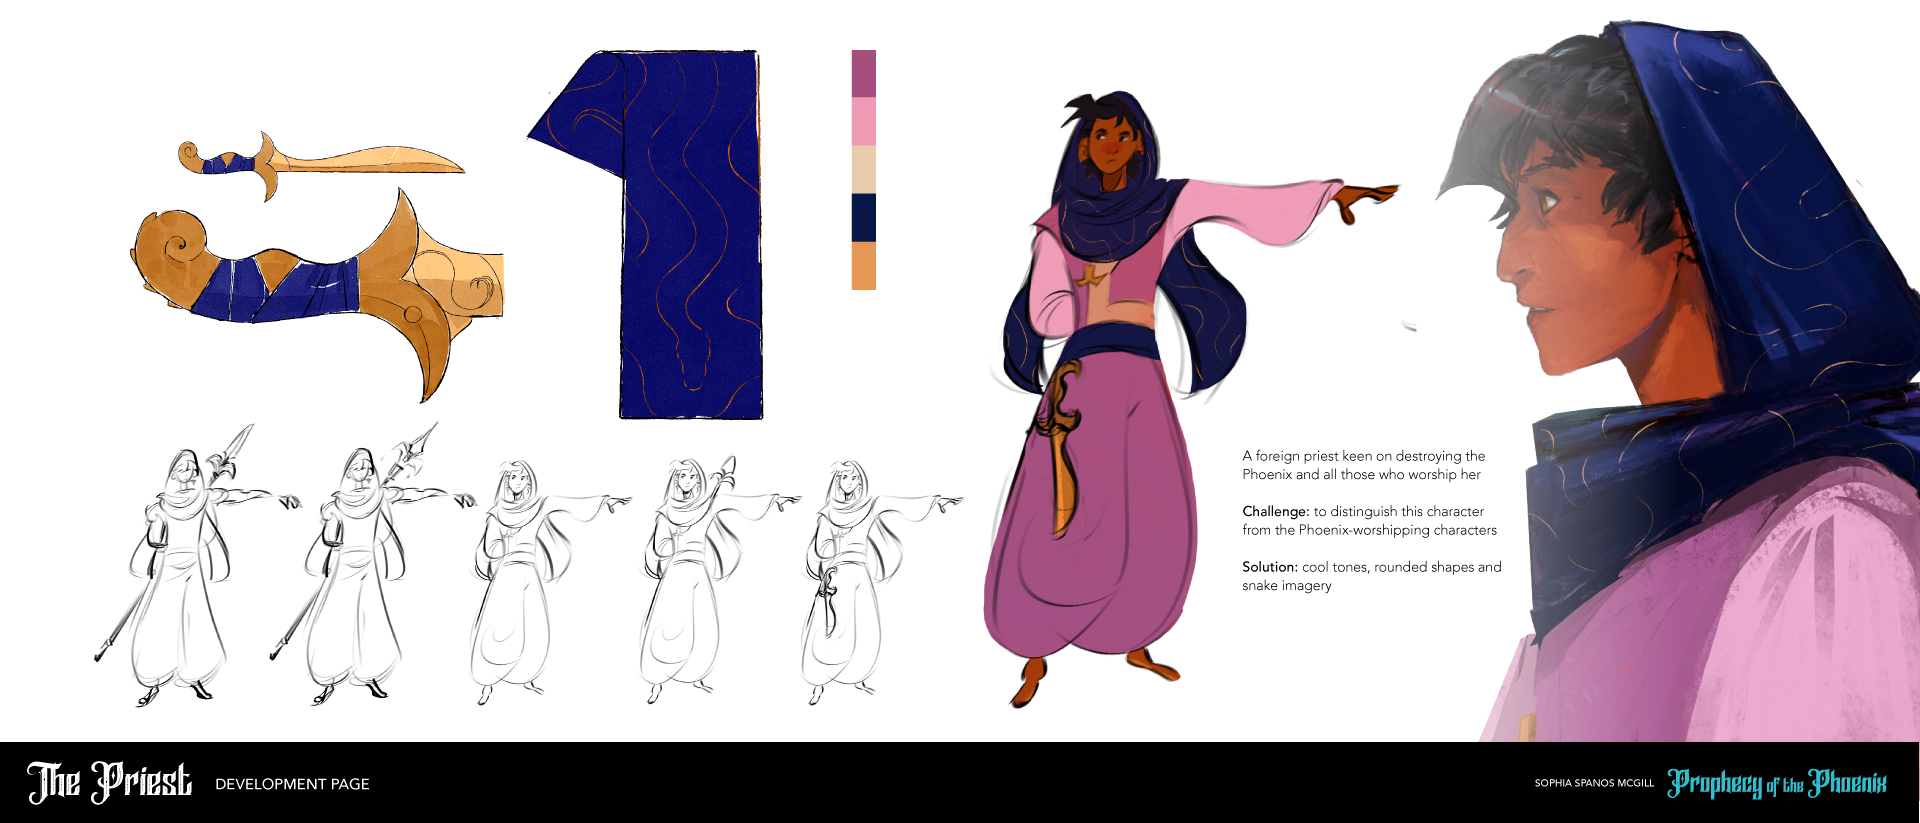 A foreign priest keen on destroying the
Phoenix and all those who worship her
Challenge: to distinguish this character
from the Phoenix-worshipping characters
Solution: cool tones, rounded shapes and
snake imagery
The Priest
DEVELOPMENT PAGE
SOPHIA SPANOS MCGILL
Prophecy of the Phoenix